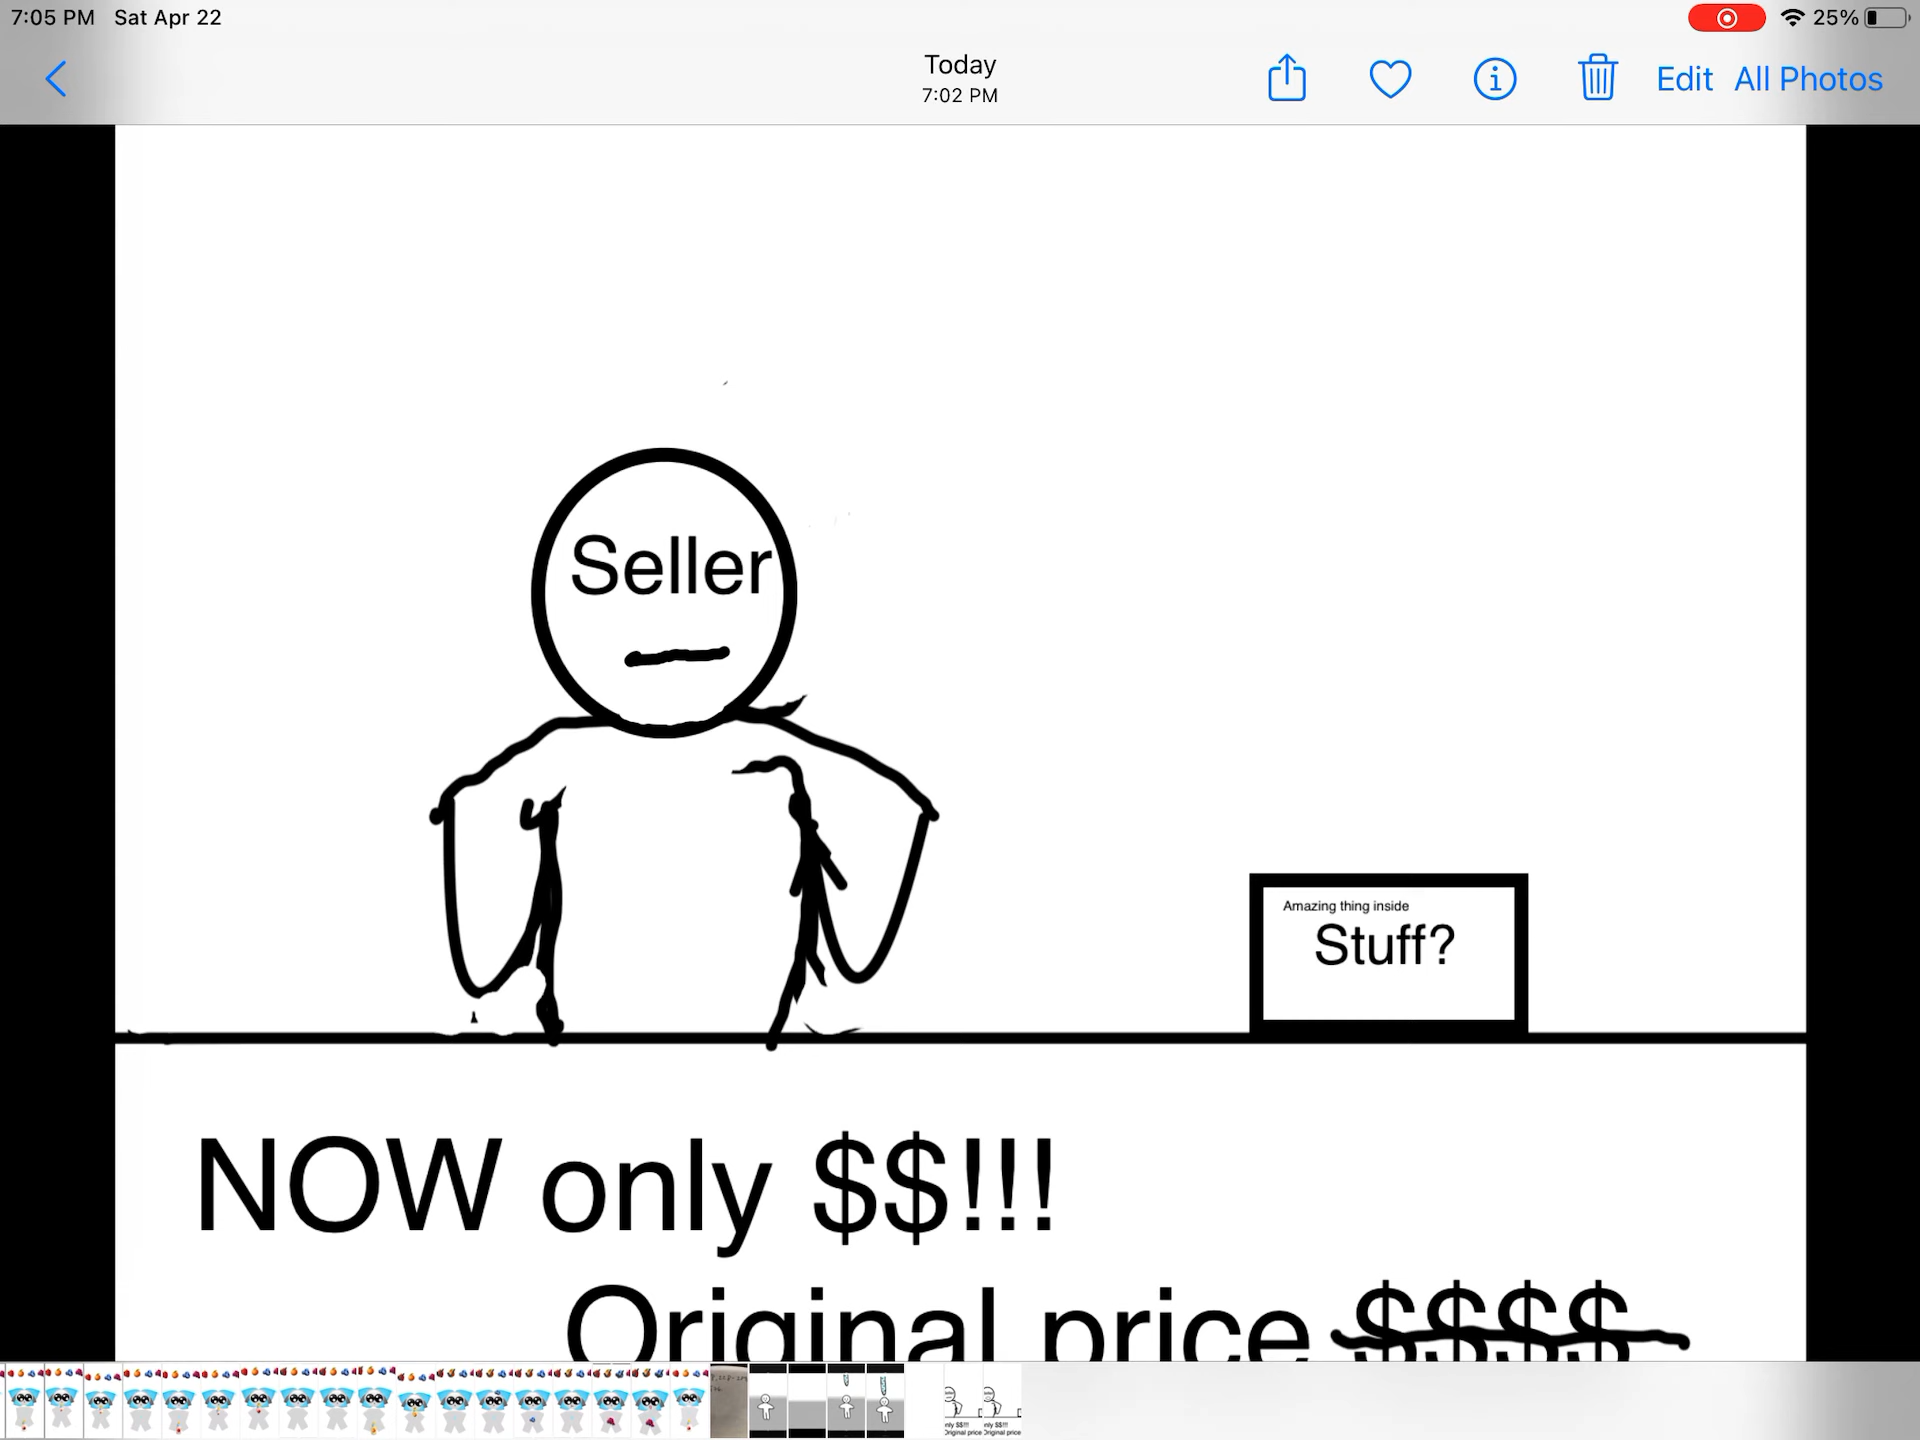 7:05 PM Sat Apr 22
25%
Today
7:02 PM
Edit All Photos
Seller
Amazing thing inside
Stuff?
NOW only $$!!!
Original price $$$$